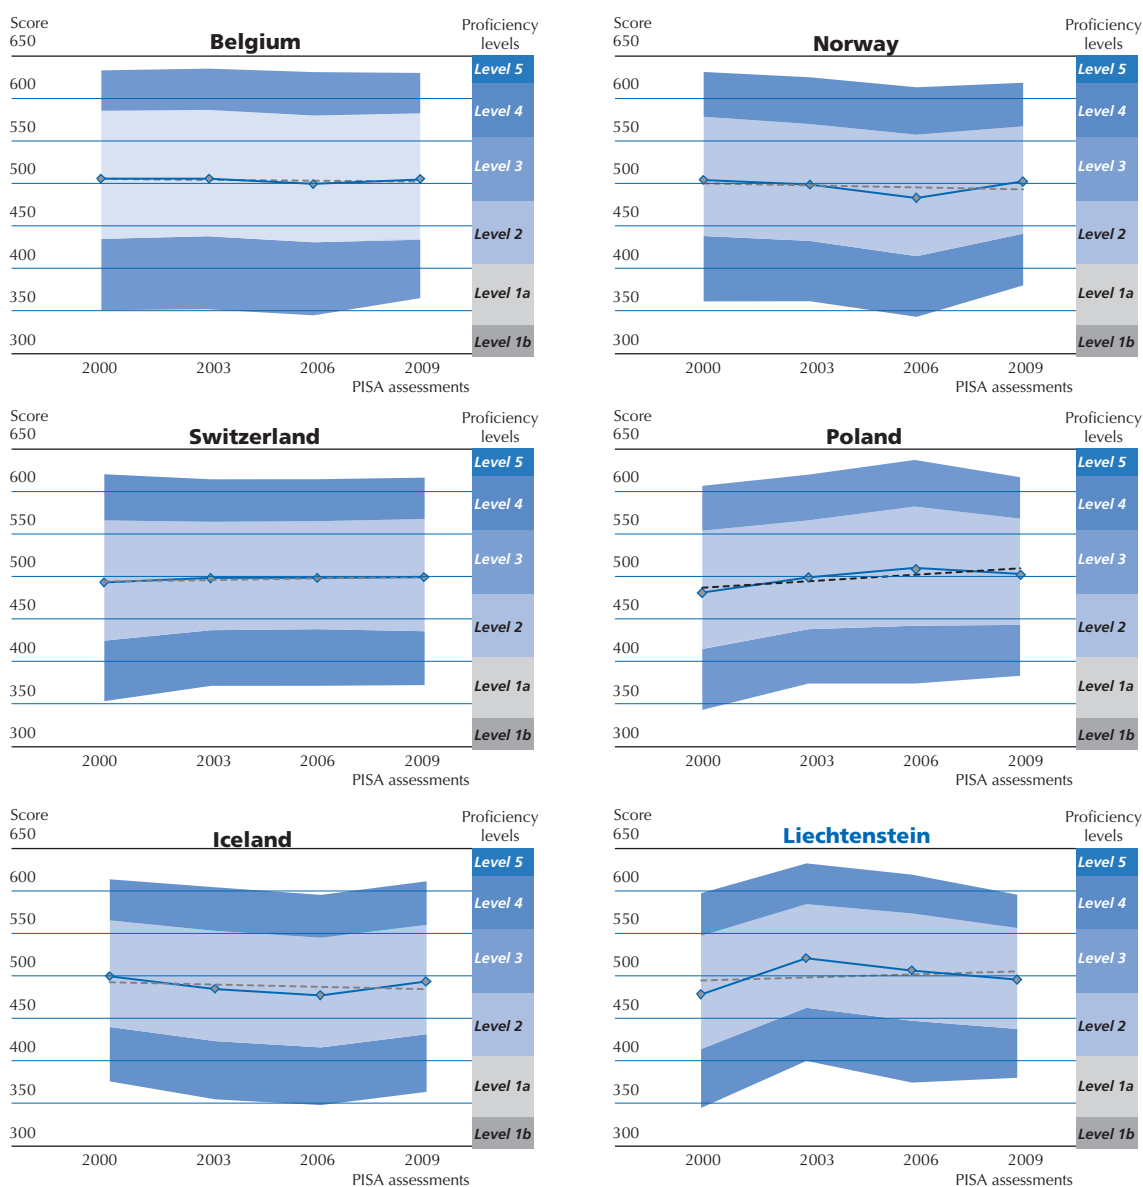 Score
650
Belgium
Proficiency
levels
600
550
500
450
400
350
300
Level 5
Level 4
Level 3
Level 2
Level 1a
Level 1b
2000 2003 2006 2009
PISA assessments
Score
650
Norway
Proficiency
levels
600
550
500
450
400
350
300
Level 5
Level 4
Level 3
Level 2
Level 1a
Level 1b
2000 2003 2006 2009
PISA assessments
Score
650
Switzerland
Proficiency
levels
600
550
500
450
400
350
300
Level 5
Level 4
Level 3
Level 2
Level 1a
Level 1b
2000 2003 2006 2009
PISA assessments
Score
650
Poland
Proficiency
levels
600
550
500
450
400
350
300
Level 5
Level 4
Level 3
Level 2
Level 1a
Level 1b
2000 2003 2006 2009
PISA assessments
Score
650
Iceland
Proficiency
levels
600
550
500
450
400
350
300
Level 5
Level 4
Level 3
Level 2
Level 1a
Level 1b
2000 2003 2006 2009
PISA assessments
Score
650
Liechtenstein
Proficiency
levels
600
550
500
450
400
350
300
Level 5
Level 4
Level 3
Level 2
Level 1a
Level 1b
2000 2003 2006 2009
PISA assessments